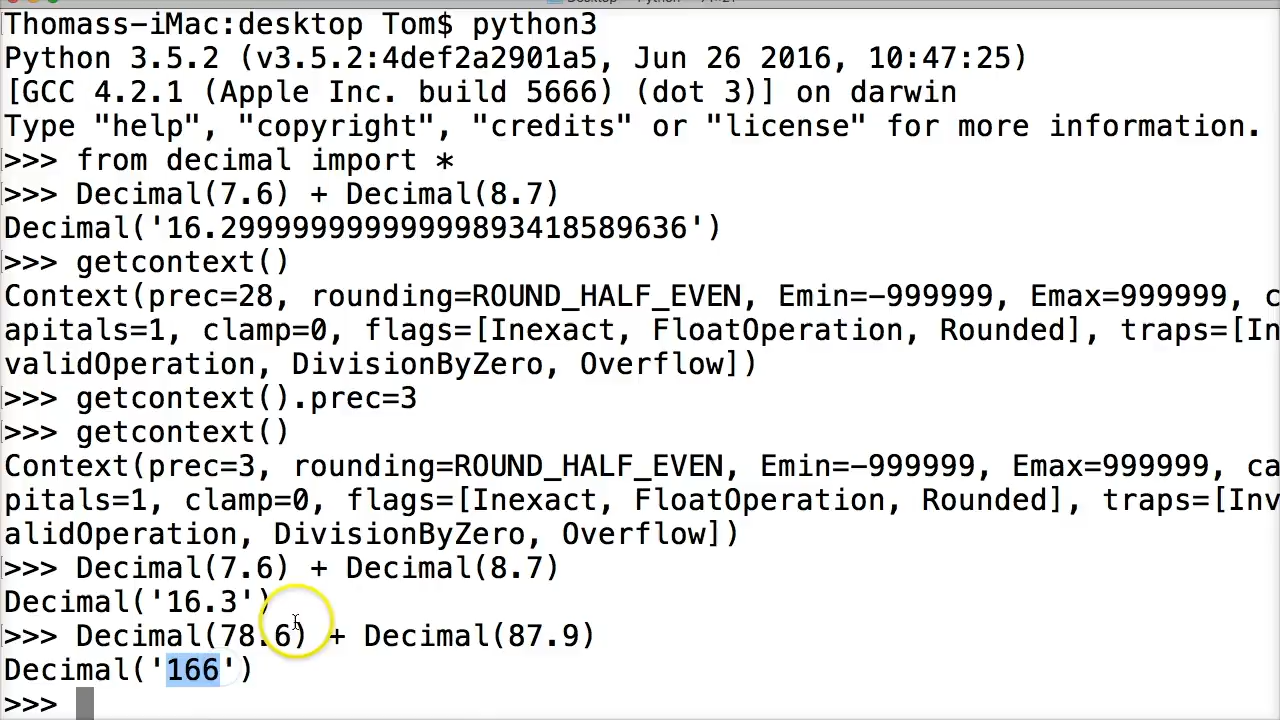 Thomass-iMac:desktop Tom$ python3
Python 3.5.2 (v3.5.2:4def2a2901a5, Jun 26 2016, 10:47:25)
[GCC 4.2.1 (Apple Inc. build 5666) (dot 3)] on darwin
Type "help", "copyright", "credits" or "license" for more information.
>>> from decimal import *
>>> Decimal(7.6) + Decimal(8.7)
Decimal('16.29999999999999893418589636')
>>> getcontext()
Context(prec=28, rounding=ROUND_HALF_EVEN, Emin=-999999, Emax=999999, c
apitals=1, clamp=0, flags=[Inexact, FloatOperation, Rounded], traps=[In
validOperation, DivisionByZero, Overflow])
>>> getcontext().prec=3
>>> getcontext()
Context(prec=3, rounding=ROUND_HALF_EVEN, Emin=-999999, Emax=999999, ca
pitals=1, clamp=0, flags=[Inexact, FloatOperation, Rounded], traps=[Inv
alidOperation, DivisionByZero, Overflow])
>>> Decimal(7.6) + Decimal(8.7)
Decimal('16.3')
>>> Decimal(78.6) + Decimal(87.9)
Decimal('166')
>>>